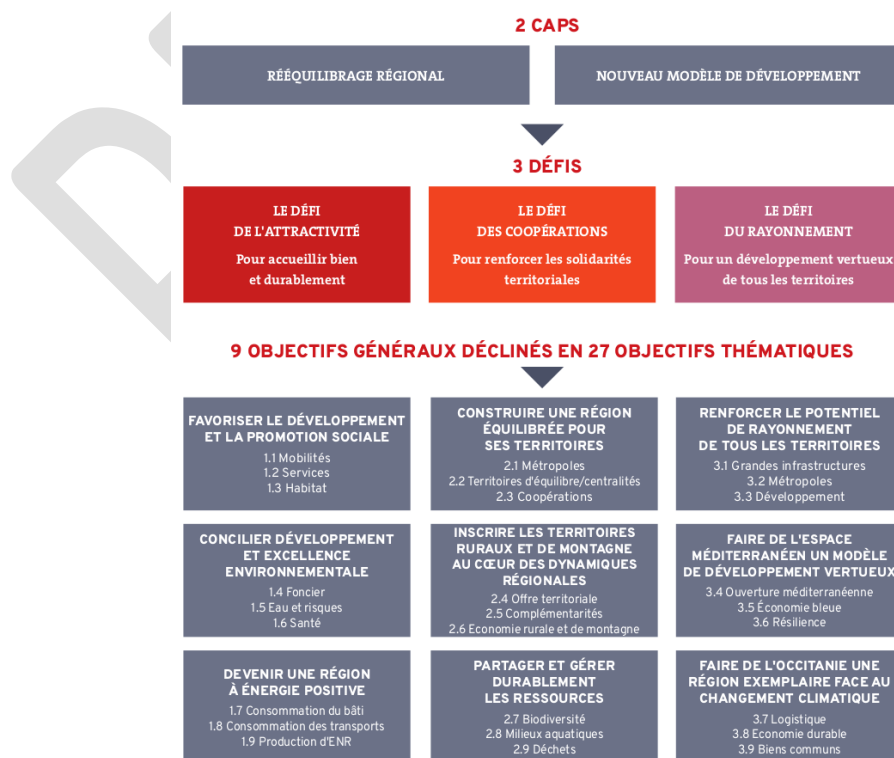 2 CAPS
RÉÉQUILIBRAGE RÉGIONAL
NOUVEAU MODÈLE DE DÉVELOPPEMENT
3 DÉFIS
LE DÉFI
DE L'ATTRACTIVITÉ
Pour accueillir bien
et durablement
LE DÉFI
DES COOPÉRATIONS
Pour renforcer les solidarités
territoriales
LE DÉFI
DU RAYONNEMENT
Pour un développement vertueux
de tous les territoires
9 OBJECTIFS GÉNÉRAUX DÉCLINÉS EN 27 OBJECTIFS THÉMATIQUES
FAVORISER LE DÉVELOPPEMENT
ET LA PROMOTION SOCIALE
1.1 Mobilités
1.2 Services
1.3 Habitat
CONSTRUIRE UNE RÉGION
ÉQUILIBRÉE POUR
SES TERRITOIRES
2.1 Métropoles
2.2 Territoires d'équilibre/centralités
2.3 Coopérations
RENFORCER LE POTENTIEL
DE RAYONNEMENT
DE TOUS LES TERRITOIRES
3.1 Grandes infrastructures
3.2 Métropoles
3.3 Développement
CONCILIER DÉVELOPPEMENT
ET EXCELLENCE
ENVIRONNEMENTALE
1.4 Foncier
1.5 Eau et risques
1.6 Santé
INSCRIRE LES TERRITOIRES
RURAUX ET DE MONTAGNE
AU CŒUR DES DYNAMIQUES
RÉGIONALES
2.4 Offre territoriale
2.5 Complémentarités
2.6 Economie rurale et de montagne
FAIRE DE L'ESPACE
MÉDITERRANÉEN UN MODÈLE
DE DÉVELOPPEMENT VERTUEUX
3.4 Ouverture méditerranéenne
3.5 Économie bleue
3.6 Résilience
DEVENIR UNE RÉGION
À ÉNERGIE POSITIVE
1.7 Consommation du bâti
1.8 Consommation des transports
1.9 Production d'ENR
PARTAGER ET GÉRER
DURABLEMENT
LES RESSOURCES
2.7 Biodiversité
2.8 Milieux aquatiques
2.9 Déchets
FAIRE DE L'OCCITANIE UNE
RÉGION EXEMPLAIRE FACE AU
CHANGEMENT CLIMATIQUE
3.7 Logistique
3.8 Economie durable
3.9 Biens communs